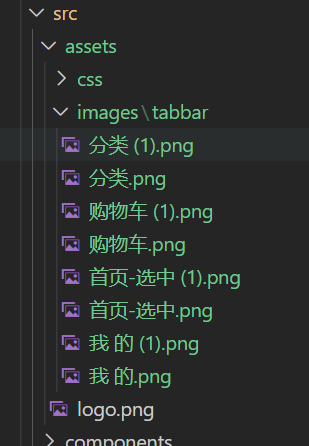 src
assets
css
images\tabbar
分类 (1).png
分类.png
购物车 (1).png
购物车.png
首页-选中 (1).png
首页-选中.png
我 的 (1).png
我 的.png
logo.png
components